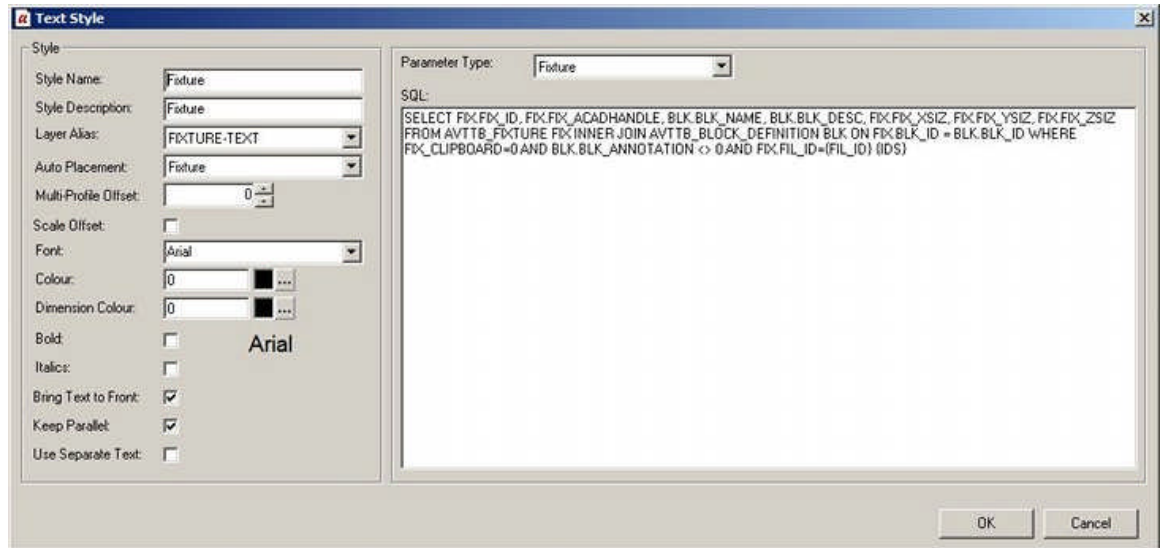 Text Style
Style
Style Name: Fixture
Style Description: Fixture
Layer Alias: FIXTURE-TEXT
Auto Placement: Fixture
Multi-Profile Offset: 0
Scale Offset:
Font: Arial
Colour: 0 ...
Dimension Colour: 0 ...
Bold:
Arial
Italics:
Bring Text to Front:
Keep Parallel:
Use Separate Text:
Parameter Type: Fixture
SQL:
SELECT FIX.FIX_ID, FIX.FIX_ACADHANDLE, BLK.BLK_NAME, BLK.BLK_DESC, FIX.FIX_XSIZ, FIX.FIX_YSIZ, FIX.FIX_ZSIZ
FROM AVTTB_FIXTURE FIX INNER JOIN AVTTB_BLOCK_DEFINITION BLK ON FIX.BLK_ID = BLK.BLK_ID WHERE
FIX_CLIPBOARD=0 AND BLK.BLK_ANNOTATION <> 0 AND FIX.FIL_ID={FIL_ID} {IDS}
OK Cancel